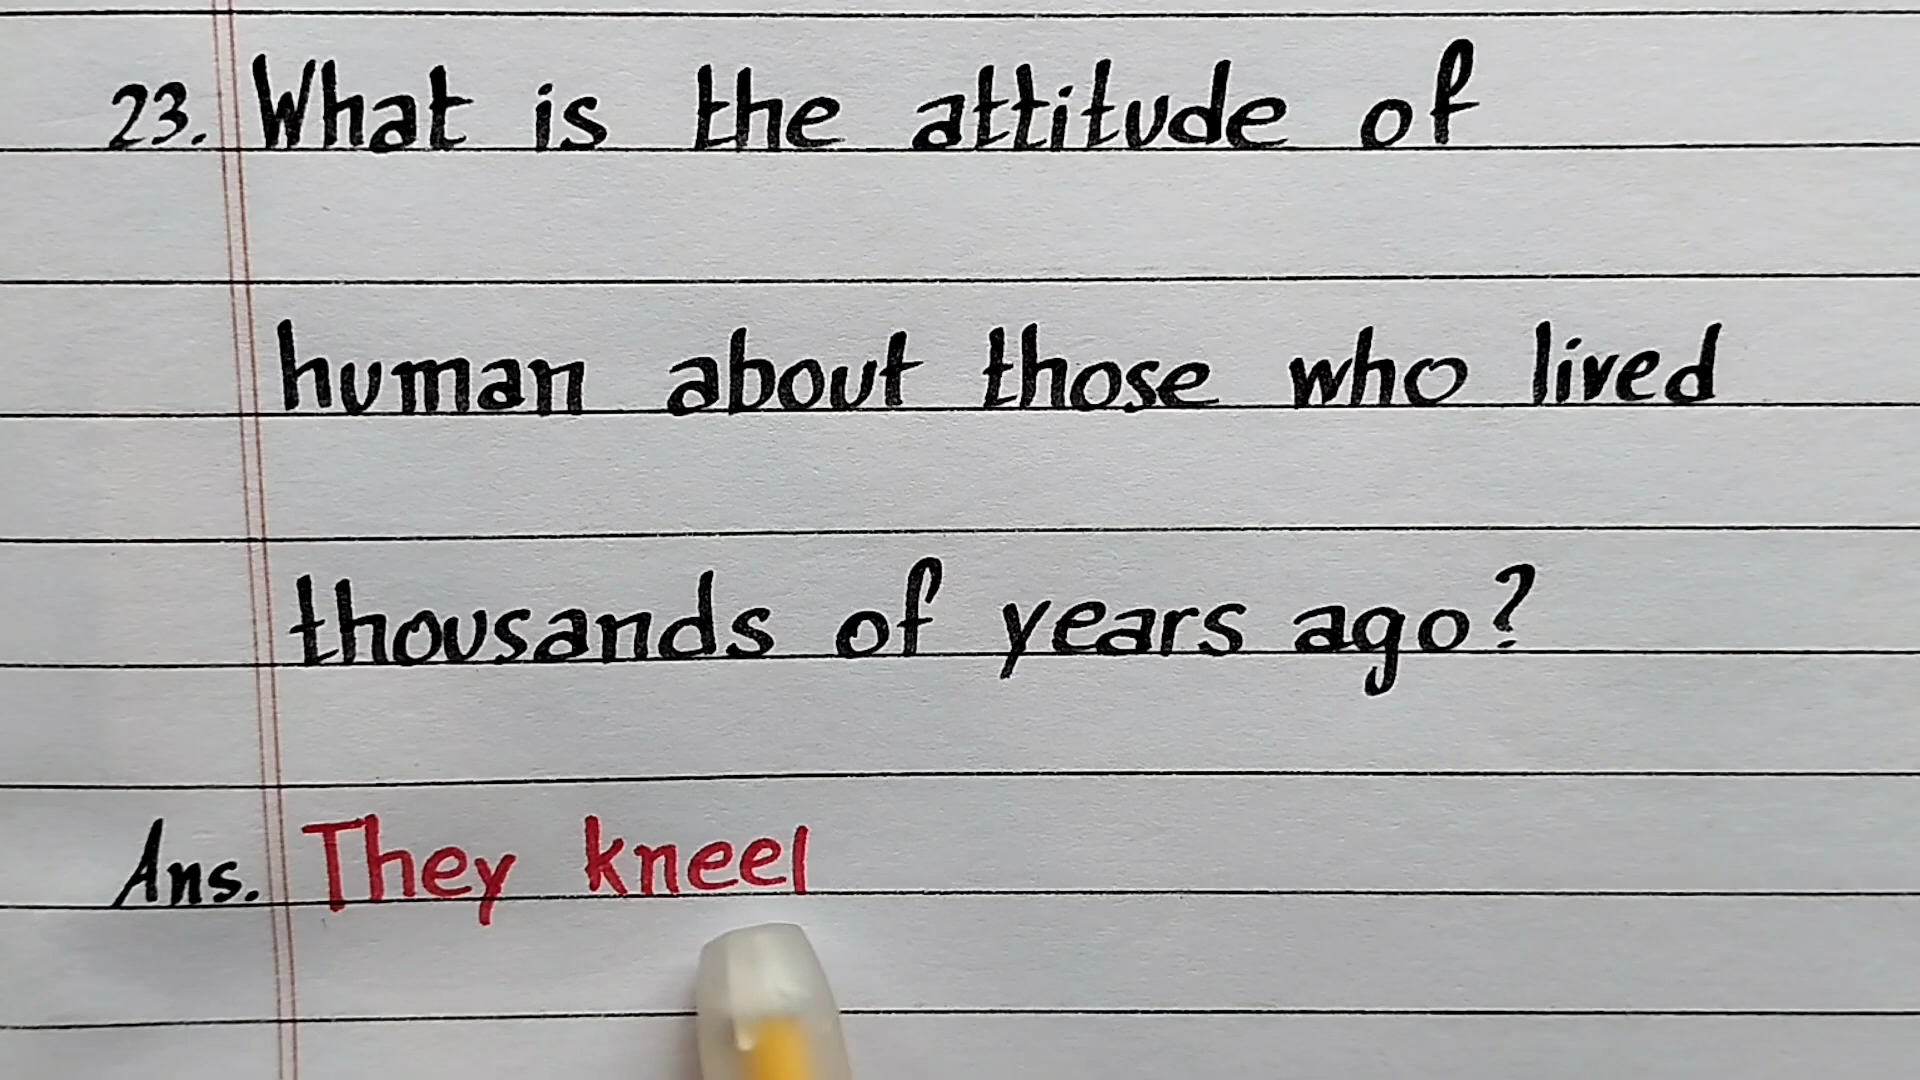 23. What is the attitude of
human about those who lived
thousands of years ago?
Ans. They kneel